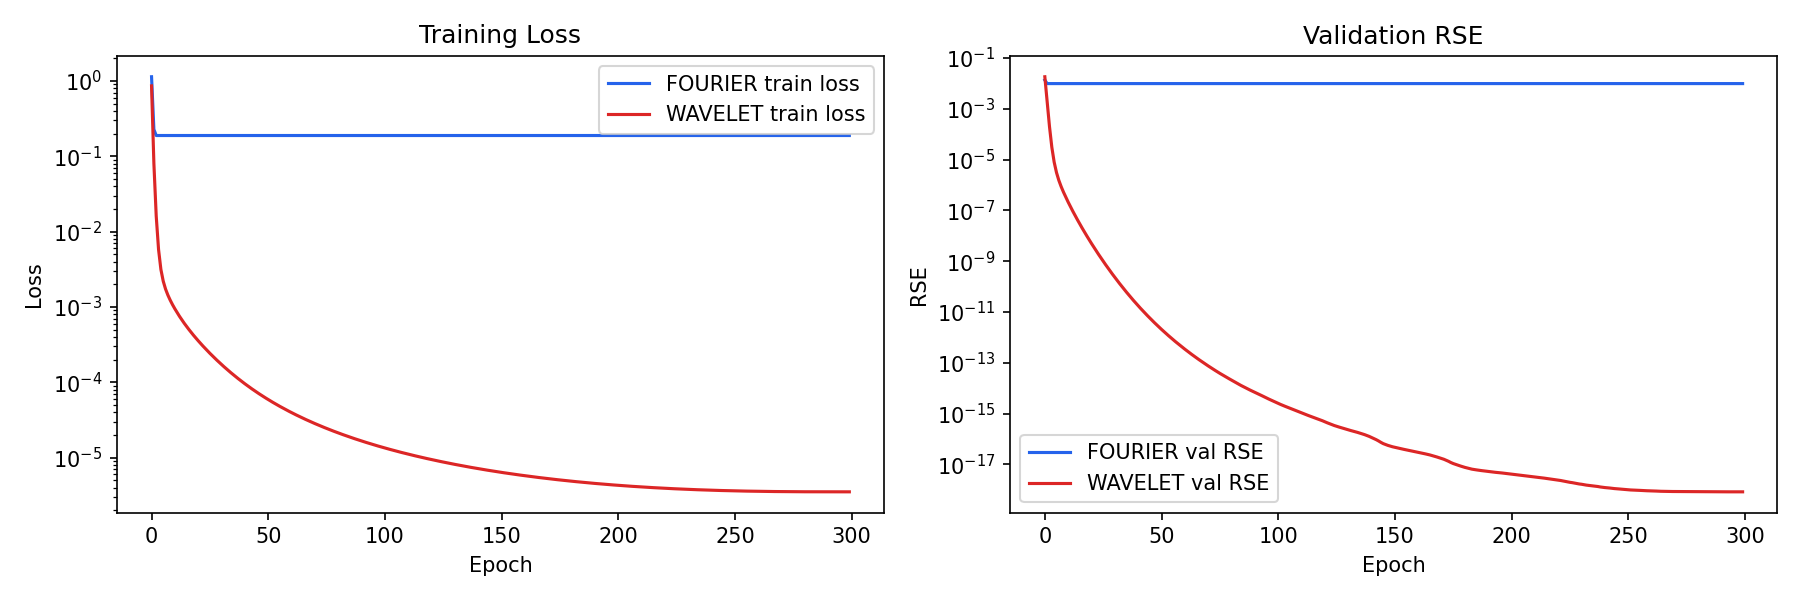 Training Loss
Loss
10^0
10^-1
10^-2
10^-3
10^-4
10^-5
FOURIER train loss
WAVELET train loss
0 50 100 150 200 250 300
Epoch
Validation RSE
RSE
10^-1
10^-3
10^-5
10^-7
10^-9
10^-11
10^-13
10^-15
10^-17
FOURIER val RSE
WAVELET val RSE
0 50 100 150 200 250 300
Epoch